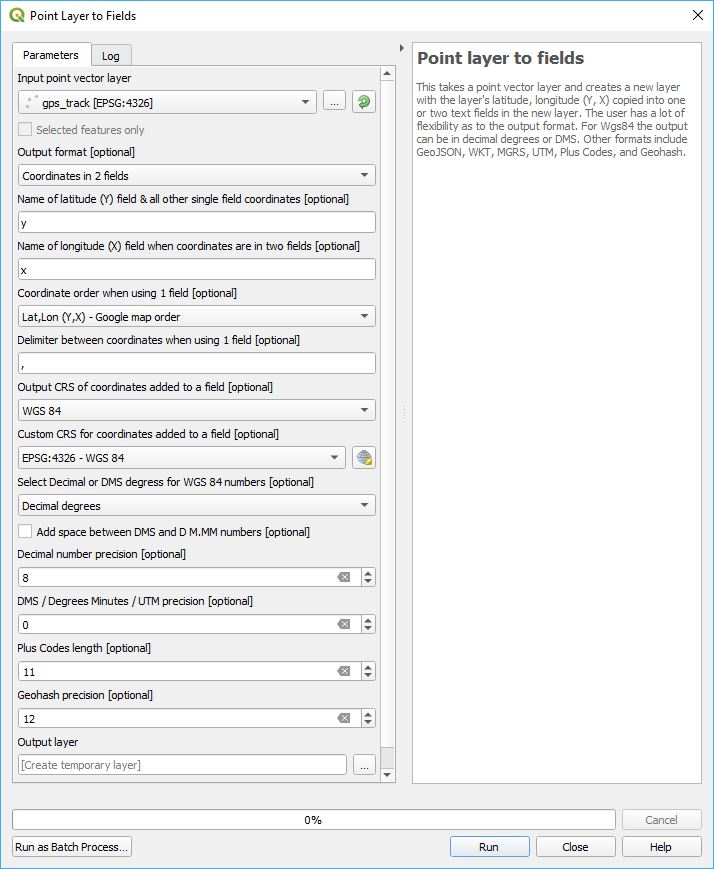 Point Layer to Fields
Parameters
Log
Input point vector layer
gps_track [EPSG:4326]
...
Selected features only
Output format [optional]
Coordinates in 2 fields
Name of latitude (Y) field & all other single field coordinates [optional]
y
Name of longitude (X) field when coordinates are in two fields [optional]
x
Coordinate order when using 1 field [optional]
Lat,Lon (Y,X) - Google map order
Delimiter between coordinates when using 1 field [optional]
,
Output CRS of coordinates added to a field [optional]
WGS 84
Custom CRS for coordinates added to a field [optional]
EPSG:4326 - WGS 84
Select Decimal or DMS degress for WGS 84 numbers [optional]
Decimal degrees
Add space between DMS and D M.MM numbers [optional]
Decimal number precision [optional]
8
DMS / Degrees Minutes / UTM precision [optional]
0
Plus Codes length [optional]
11
Geohash precision [optional]
12
Output layer
[Create temporary layer]
...
Point layer to fields
This takes a point vector layer and creates a new layer
with the layer's latitude, longitude (Y, X) copied into one
or two text fields in the new layer. The user has a lot of
flexibility as to the output format. For Wgs84 the output
can be in decimal degrees or DMS. Other formats include
GeoJSON, WKT, MGRS, UTM, Plus Codes, and Geohash.
0%
Cancel
Run as Batch Process...
Run
Close
Help